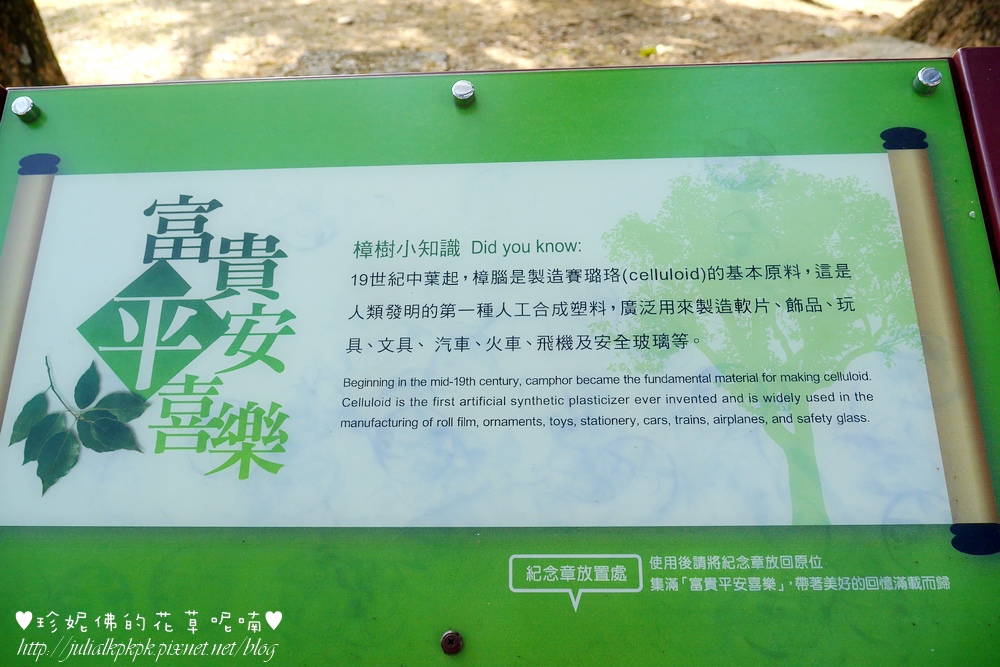 富貴
平安
喜樂
樟樹小知識 Did you know:
19世紀中葉起，樟腦是製造賽璐珞(celluloid)的基本原料，這是
人類發明的第一種人工合成塑料，廣泛用來製造軟片、飾品、玩
具、文具、 汽車、火車、飛機及安全玻璃等。
Beginning in the mid-19th century, camphor became the fundamental material for making celluloid.
Celluloid is the first artificial synthetic plasticizer ever invented and is widely used in the
manufacturing of roll film, ornaments, toys, stationery, cars, trains, airplanes, and safety glass.
紀念章放置處
使用後請將紀念章放回原位
集滿「富貴平安喜樂」，帶著美好的回憶滿載而歸
♥珍妮佛的花草呢喃♥
http://julialkpkpk.pixnet.net/blog